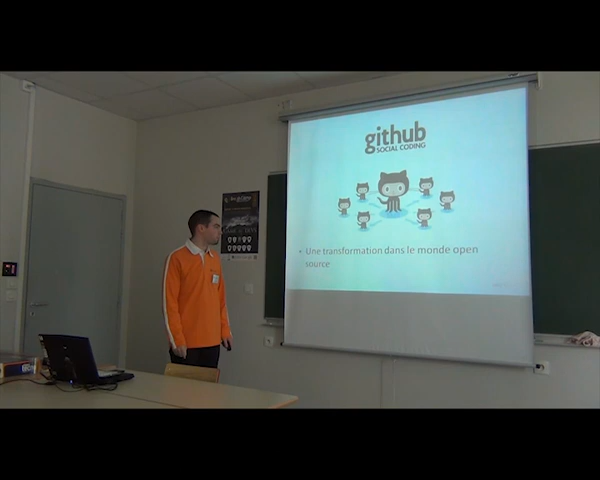 github
SOCIAL CODING
• Une transformation dans le monde open
source